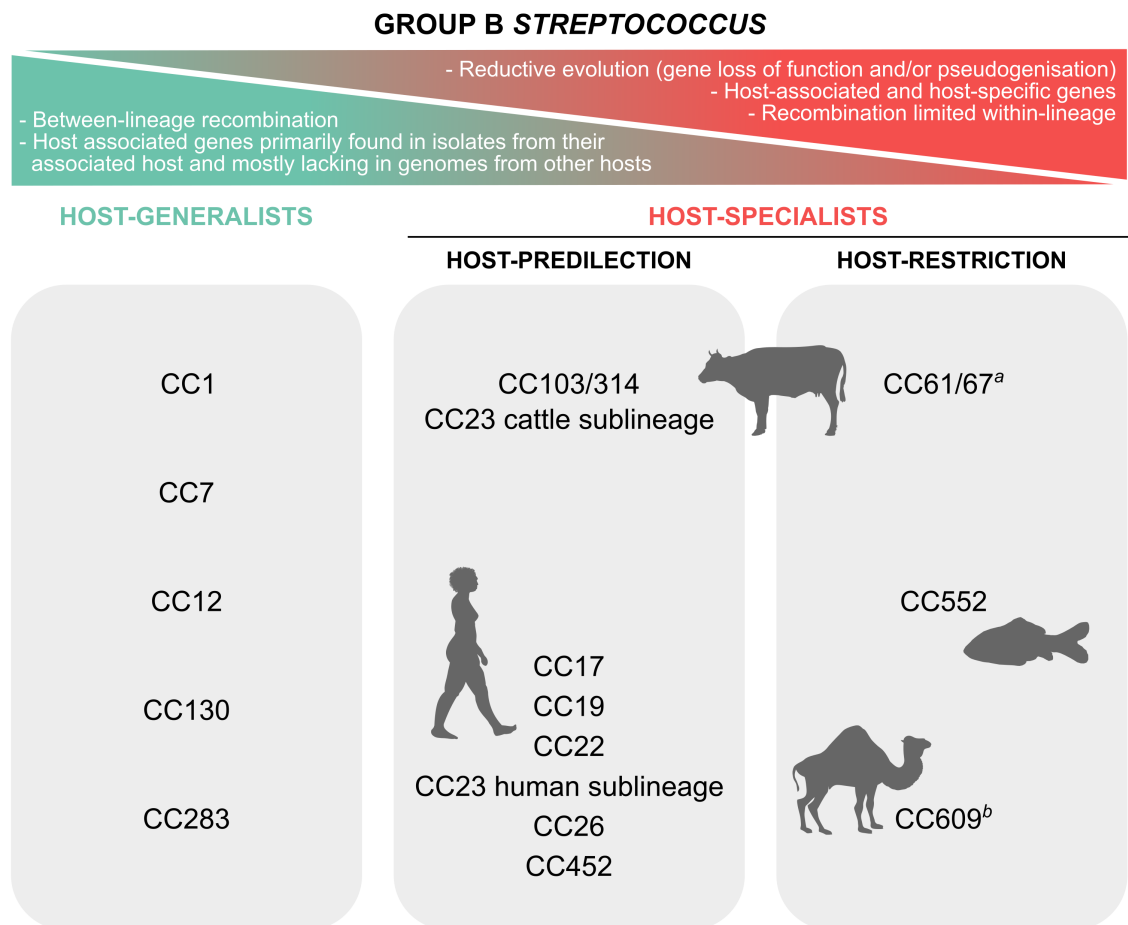 GROUP B STREPTOCOCCUS
- Reductive evolution (gene loss of function and/or pseudogenisation)
- Host-associated and host-specific genes
- Recombination limited within-lineage
- Between-lineage recombination
- Host associated genes primarily found in isolates from their
associated host and mostly lacking in genomes from other hosts
HOST-GENERALISTS
HOST-SPECIALISTS
HOST-PREDILECTION
HOST-RESTRICTION
CC1
CC7
CC12
CC130
CC283
CC103/314
CC23 cattle sublineage
CC17
CC19
CC22
CC23 human sublineage
CC26
CC452
CC61/67a
CC552
CC609b